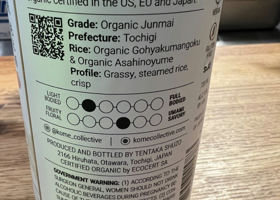 organic certified in the US, EU and Japan.
Grade: Organic Junmai
Prefecture: Tochigi
Rice: Organic Gohyakumangoku
& Organic Asahinoyume
Profile: Grassy, steamed rice,
crisp
LIGHT
BODIED
FULL
BODIED
FRUITY
FLORAL
UMAMI
SAVORY
@kome_collective | komecollective.com
PRODUCED AND BOTTLED BY TENTAKA SHUZO
2166 Hiruhata, Otawara, Tochigi, JAPAN
CERTIFIED ORGANIC by ECOCERT SA
GOVERNMENT WARNING: (1) ACCORDING TO THE
SURGEON GENERAL, WOMEN SHOULD NOT DRINK
ALCOHOLIC BEVERAGES DURING PREGNANCY BE-